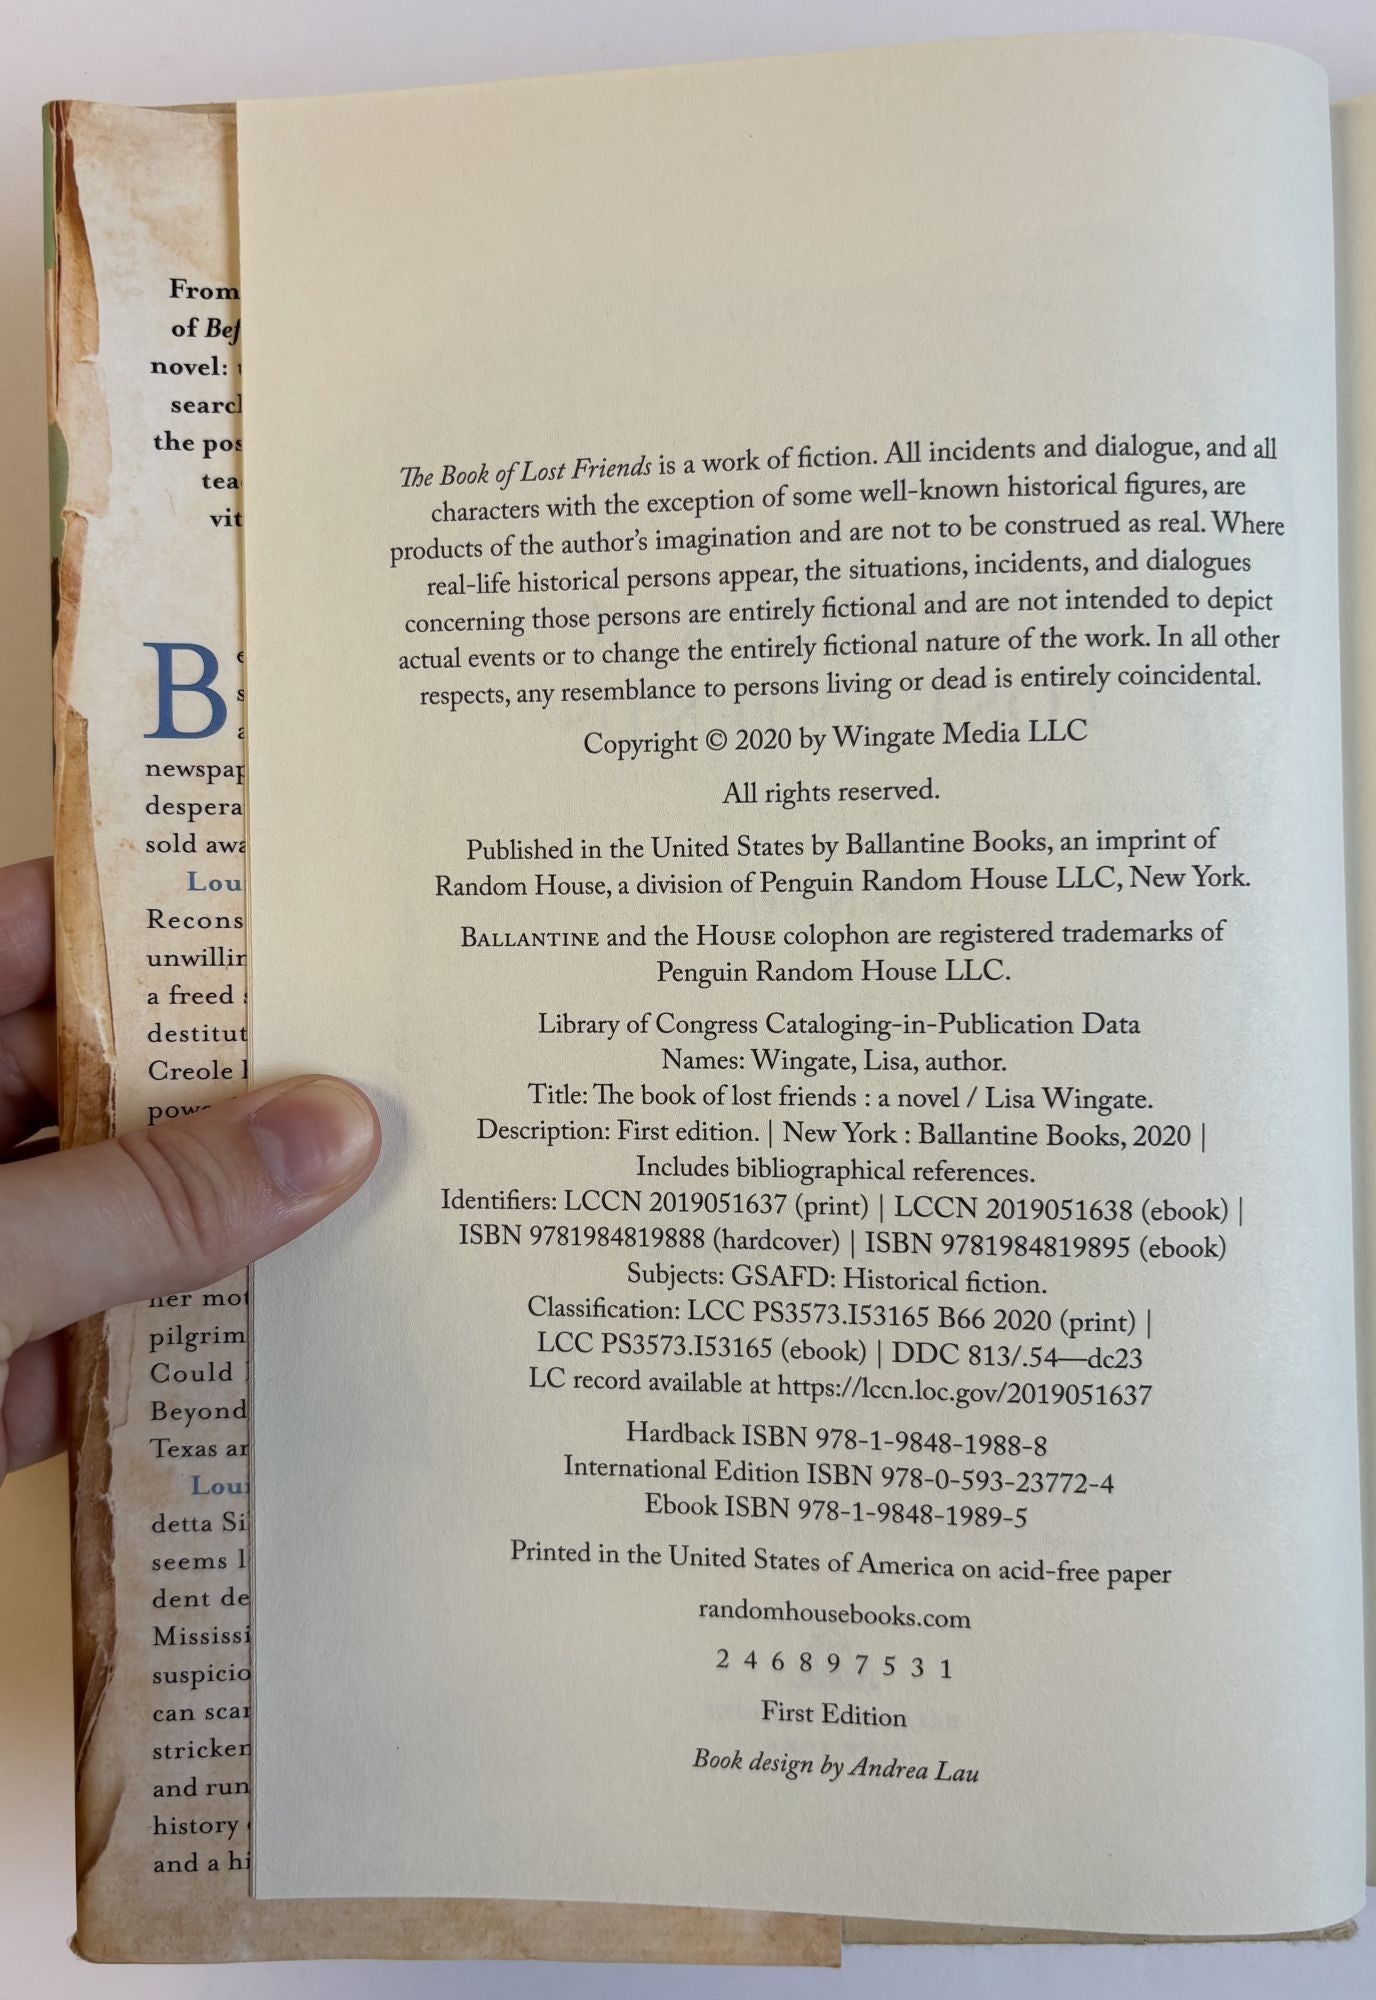 From
of Bef
novel:
searc
the pos
tea
vit
B
newspap
despera
sold awa
Lou
Recons
unwillin
a freed
destitut
Creole
her mot
pilgrim
Could
Beyond
Texas an
Loui
detta Si
seems l
dent de
Mississi
suspicio
can scar
stricken
and run
history
and a hi
The Book of Lost Friends is a work of fiction. All incidents and dialogue, and all
characters with the exception of some well-known historical figures, are
products of the author's imagination and are not to be construed as real. Where
real-life historical persons appear, the situations, incidents, and dialogues
concerning those persons are entirely fictional and are not intended to depict
actual events or to change the entirely fictional nature of the work. In all other
respects, any resemblance to persons living or dead is entirely coincidental.
Copyright © 2020 by Wingate Media LLC
All rights reserved.
Published in the United States by Ballantine Books, an imprint of
Random House, a division of Penguin Random House LLC, New York.
BALLANTINE and the HOUSE colophon are registered trademarks of
Penguin Random House LLC.
Library of Congress Cataloging-in-Publication Data
Names: Wingate, Lisa, author.
Title: The book of lost friends : a novel / Lisa Wingate.
Description: First edition. | New York : Ballantine Books, 2020 |
Includes bibliographical references.
Identifiers: LCCN 2019051637 (print) | LCCN 2019051638 (ebook) |
ISBN 9781984819888 (hardcover) | ISBN 9781984819895 (ebook)
Subjects: GSAFD: Historical fiction.
Classification: LCC PS3573.I53165 B66 2020 (print) |
LCC PS3573.I53165 (ebook) | DDC 813/.54—dc23
LC record available at https://lccn.loc.gov/2019051637
Hardback ISBN 978-1-9848-1988-8
International Edition ISBN 978-0-593-23772-4
Ebook ISBN 978-1-9848-1989-5
Printed in the United States of America on acid-free paper
randomhousebooks.com
2 4 6 8 9 7 5 3 1
First Edition
Book design by Andrea Lau